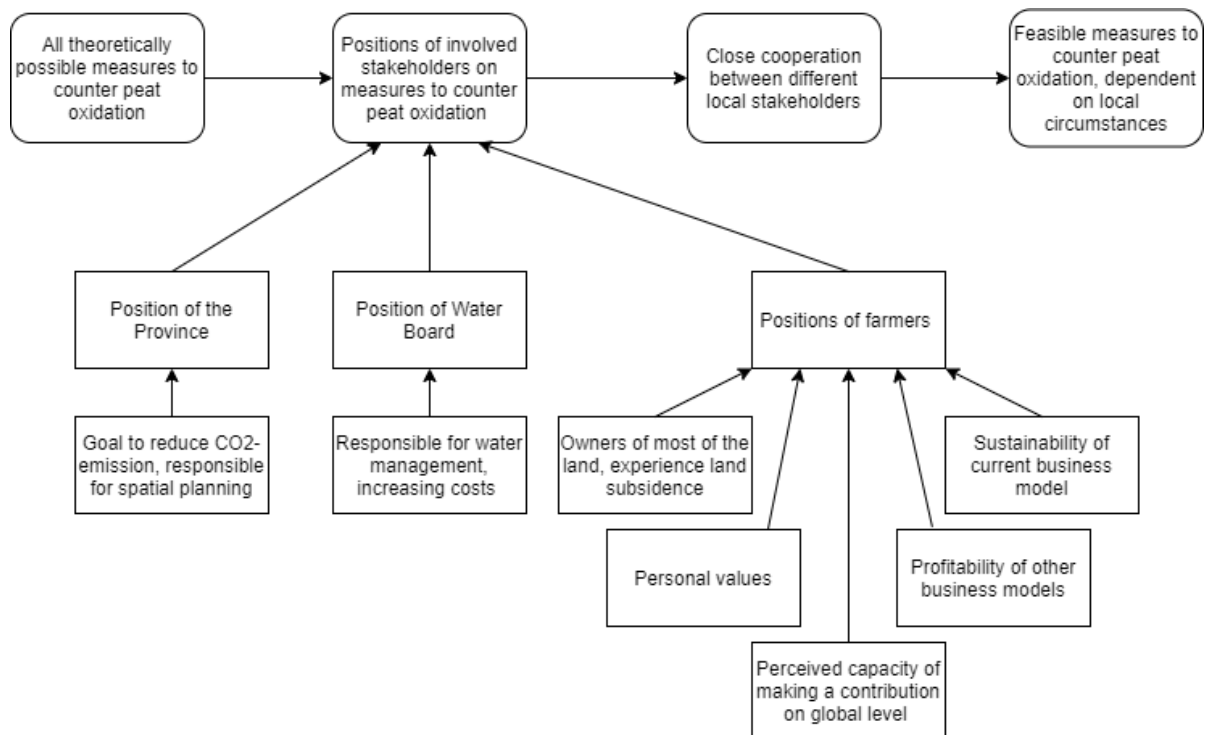 All theoretically
possible measures to
counter peat
oxidation
Positions of involved
stakeholders on
measures to counter
peat oxidation
Close cooperation
between different
local stakeholders
Feasible measures to
counter peat
oxidation, dependent
on local
circumstances
Position of the
Province
Position of Water
Board
Positions of farmers
Goal to reduce CO2-
emission, responsible
for spatial planning
Responsible for water
management,
increasing costs
Owners of most of the
land, experience land
subsidence
Sustainability of
current business
model
Personal values
Profitability of other
business models
Perceived capacity of
making a contribution
on global level